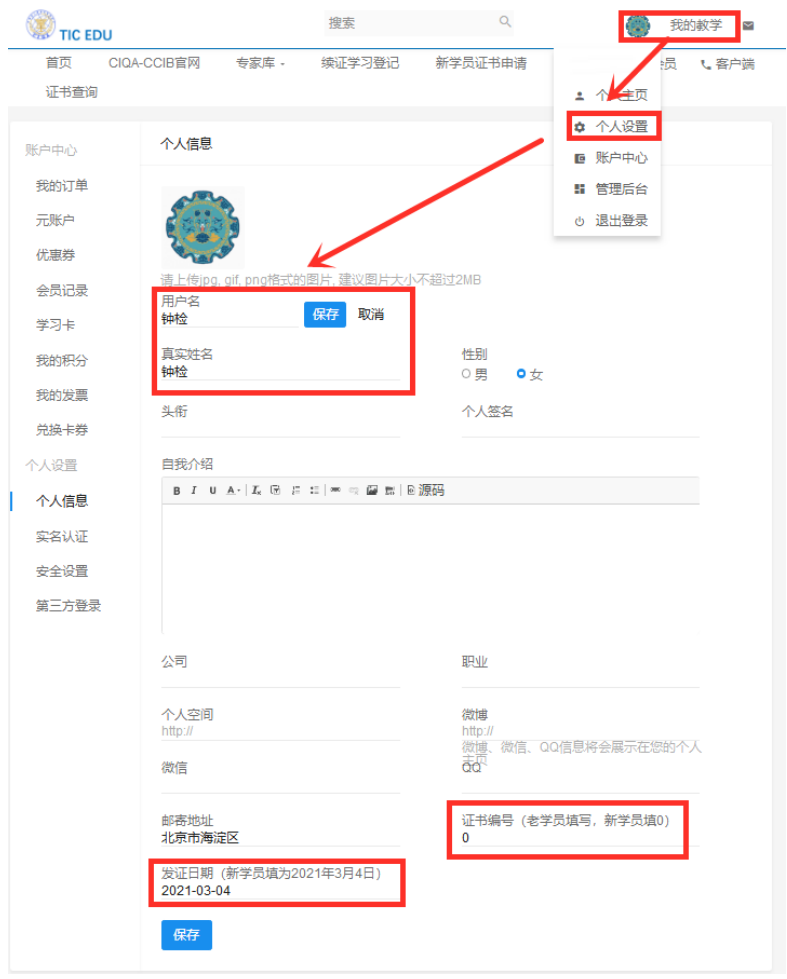 TIC EDU
搜索
我的教学
首页 CIQA-CCIB官网 专家库 续证学习登记 新学员证书申请 员 客户端
证书查询
个人主页
个人设置
账户中心
管理后台
退出登录
账户中心
我的订单
元账户
优惠券
会员记录
学习卡
我的积分
我的发票
兑换卡券
个人设置
个人信息
实名认证
安全设置
第三方登录
个人信息
请上传jpg, gif, png格式的图片, 建议图片大小不超过2MB
用户名
钟检 保存 取消
真实姓名 性别
钟检 男 女
头衔 个人签名
自我介绍
B I U A Ix 源码
公司 职业
个人空间 微博
http:// http://
微博、微信、QQ信息将会展示在您的个人
主页
微信 QQ
邮寄地址 证书编号（老学员填写，新学员填0）
北京市海淀区 0
发证日期（新学员填为2021年3月4日）
2021-03-04
保存